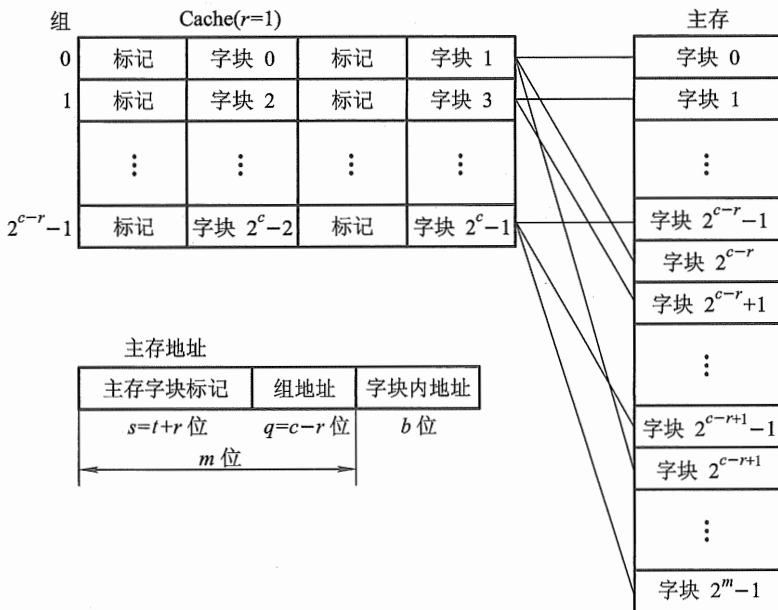 组 Cache(r=1) 主存
0 标记 字块 0 标记 字块 1 字块 0
1 标记 字块 2 标记 字块 3 字块 1
⋮ ⋮ ⋮ ⋮ ⋮
2^{c−r}−1 标记 字块 2^c−2 标记 字块 2^c−1 字块 2^{c−r}−1
字块 2^{c−r}
字块 2^{c−r}+1
⋮
字块 2^{c−r+1}−1
字块 2^{c−r+1}
⋮
字块 2^m−1
主存地址
主存字块标记 组地址 字块内地址
s=t+r 位 q=c−r 位 b 位
m 位